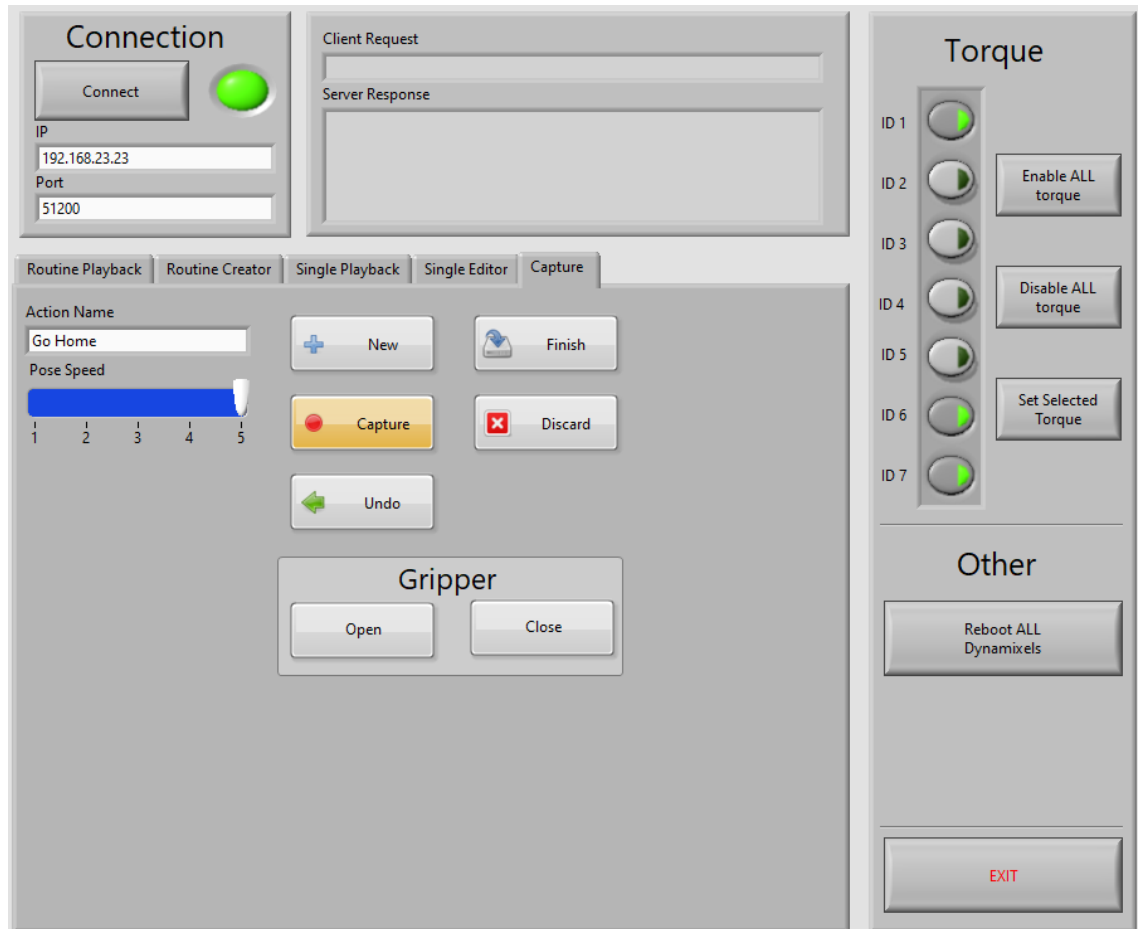 Connection
Connect
IP
192.168.23.23
Port
51200
Client Request
Server Response
Routine Playback
Routine Creator
Single Playback
Single Editor
Capture
Action Name
Go Home
Pose Speed
1 2 3 4 5
New
Finish
Capture
Discard
Undo
Gripper
Open
Close
Torque
ID 1
ID 2
ID 3
ID 4
ID 5
ID 6
ID 7
Enable ALL
torque
Disable ALL
torque
Set Selected
Torque
Other
Reboot ALL
Dynamixels
EXIT